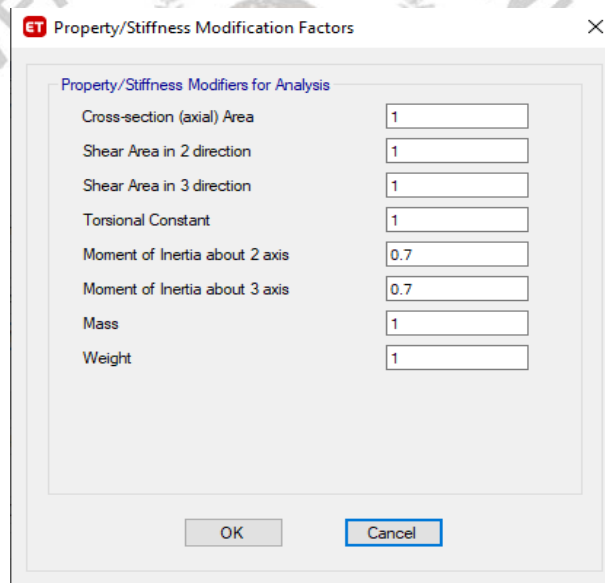 ET Property/Stiffness Modification Factors
Property/Stiffness Modifiers for Analysis
Cross-section (axial) Area 1
Shear Area in 2 direction 1
Shear Area in 3 direction 1
Torsional Constant 1
Moment of Inertia about 2 axis 0.7
Moment of Inertia about 3 axis 0.7
Mass 1
Weight 1
OK Cancel